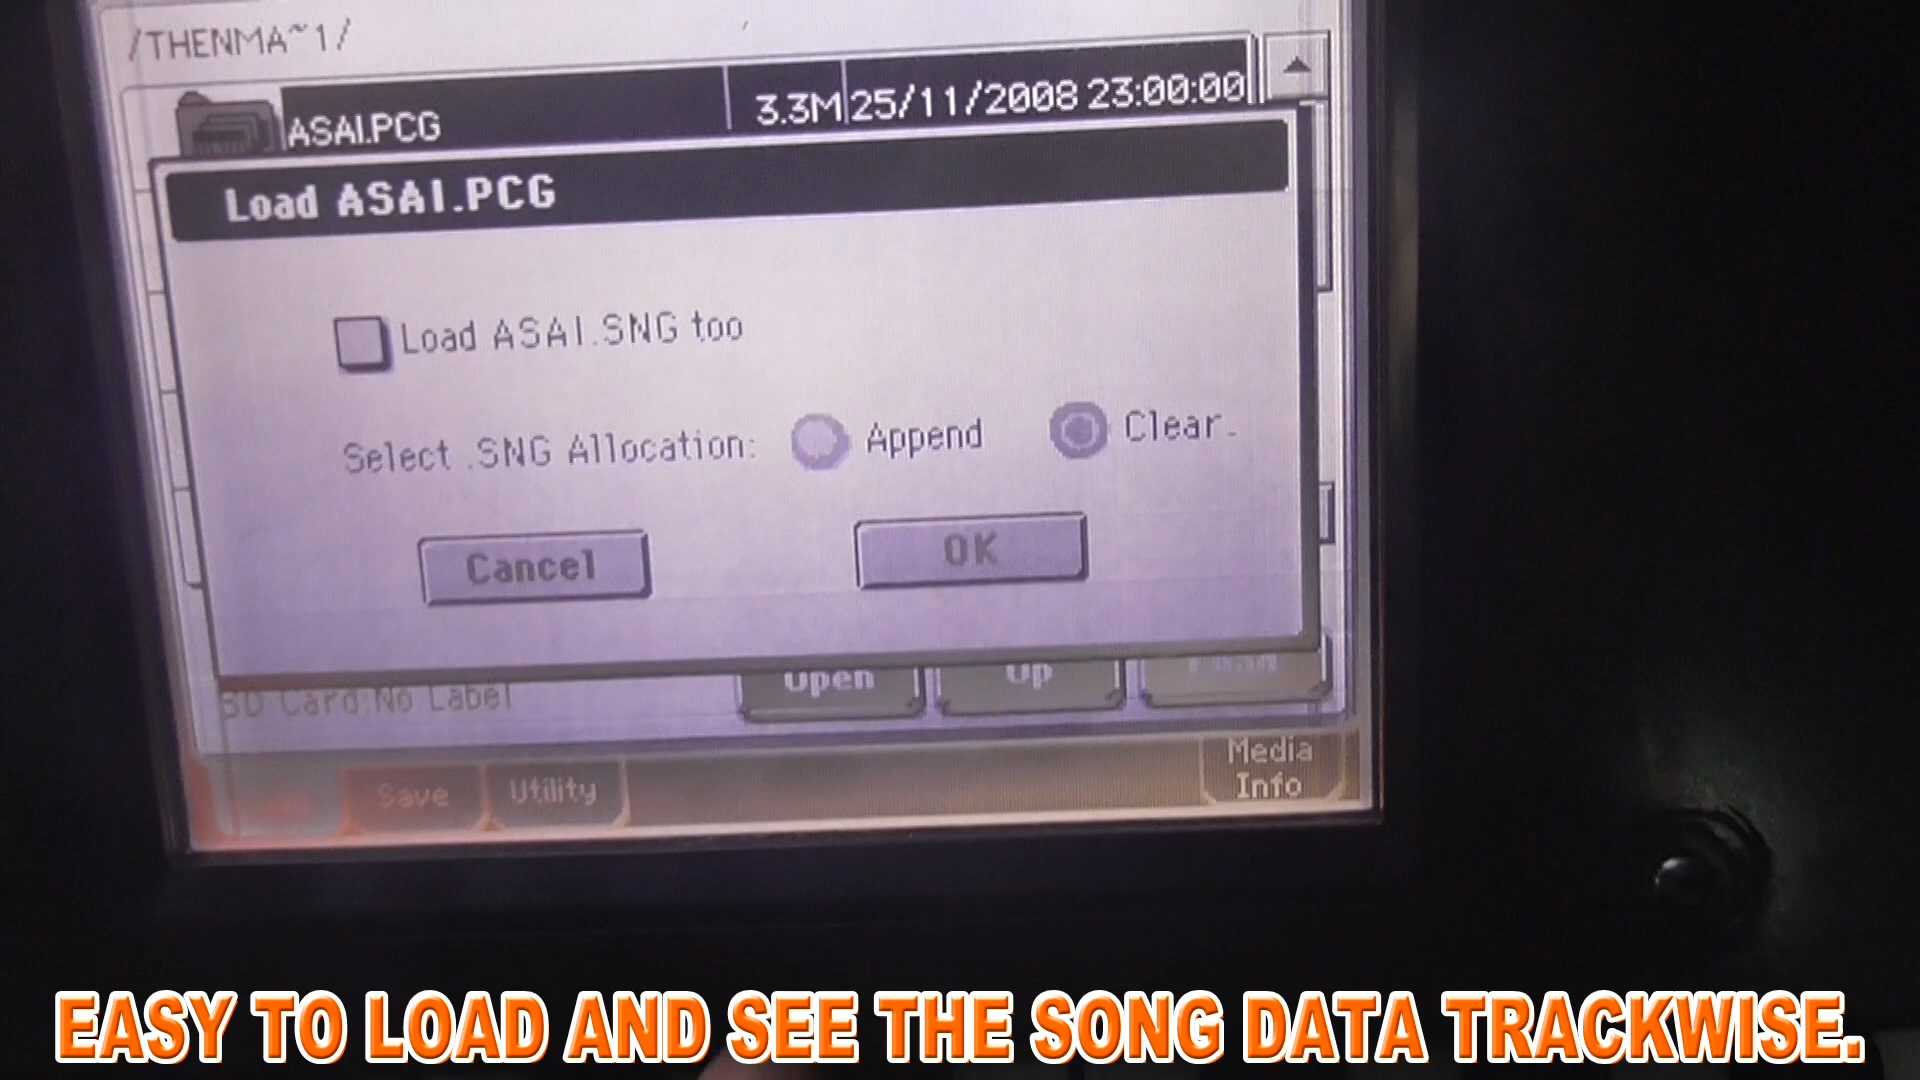 /THENMA~1/
ASAI.PCG 3.3M 25/11/2008 23:00:00
Load ASAI.PCG
Load ASAI.SNG too
Select .SNG Allocation: Append Clear.
Cancel OK
SD Card:No Label Open Up
Save Utility Media
Info
EASY TO LOAD AND SEE THE SONG DATA TRACKWISE.